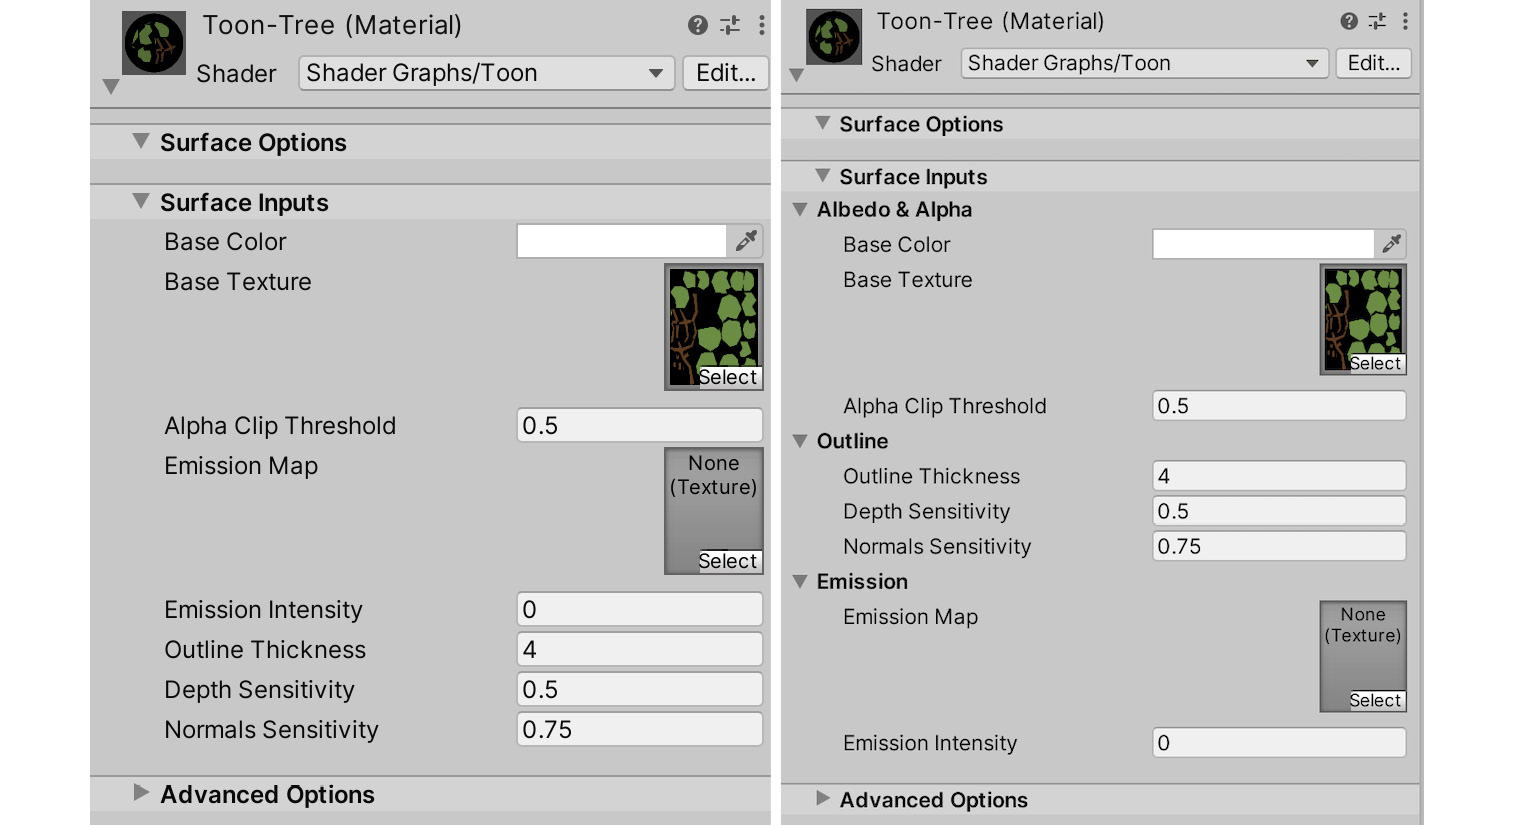 Toon-Tree (Material)
Shader
Shader Graphs/Toon
Edit...
Surface Options
Surface Inputs
Base Color
Base Texture
Select
Alpha Clip Threshold
0.5
Emission Map
None
(Texture)
Select
Emission Intensity
0
Outline Thickness
4
Depth Sensitivity
0.5
Normals Sensitivity
0.75
Advanced Options
Toon-Tree (Material)
Shader
Shader Graphs/Toon
Edit...
Surface Options
Surface Inputs
Albedo & Alpha
Base Color
Base Texture
Select
Alpha Clip Threshold
0.5
Outline
Outline Thickness
4
Depth Sensitivity
0.5
Normals Sensitivity
0.75
Emission
Emission Map
None
(Texture)
Select
Emission Intensity
0
Advanced Options